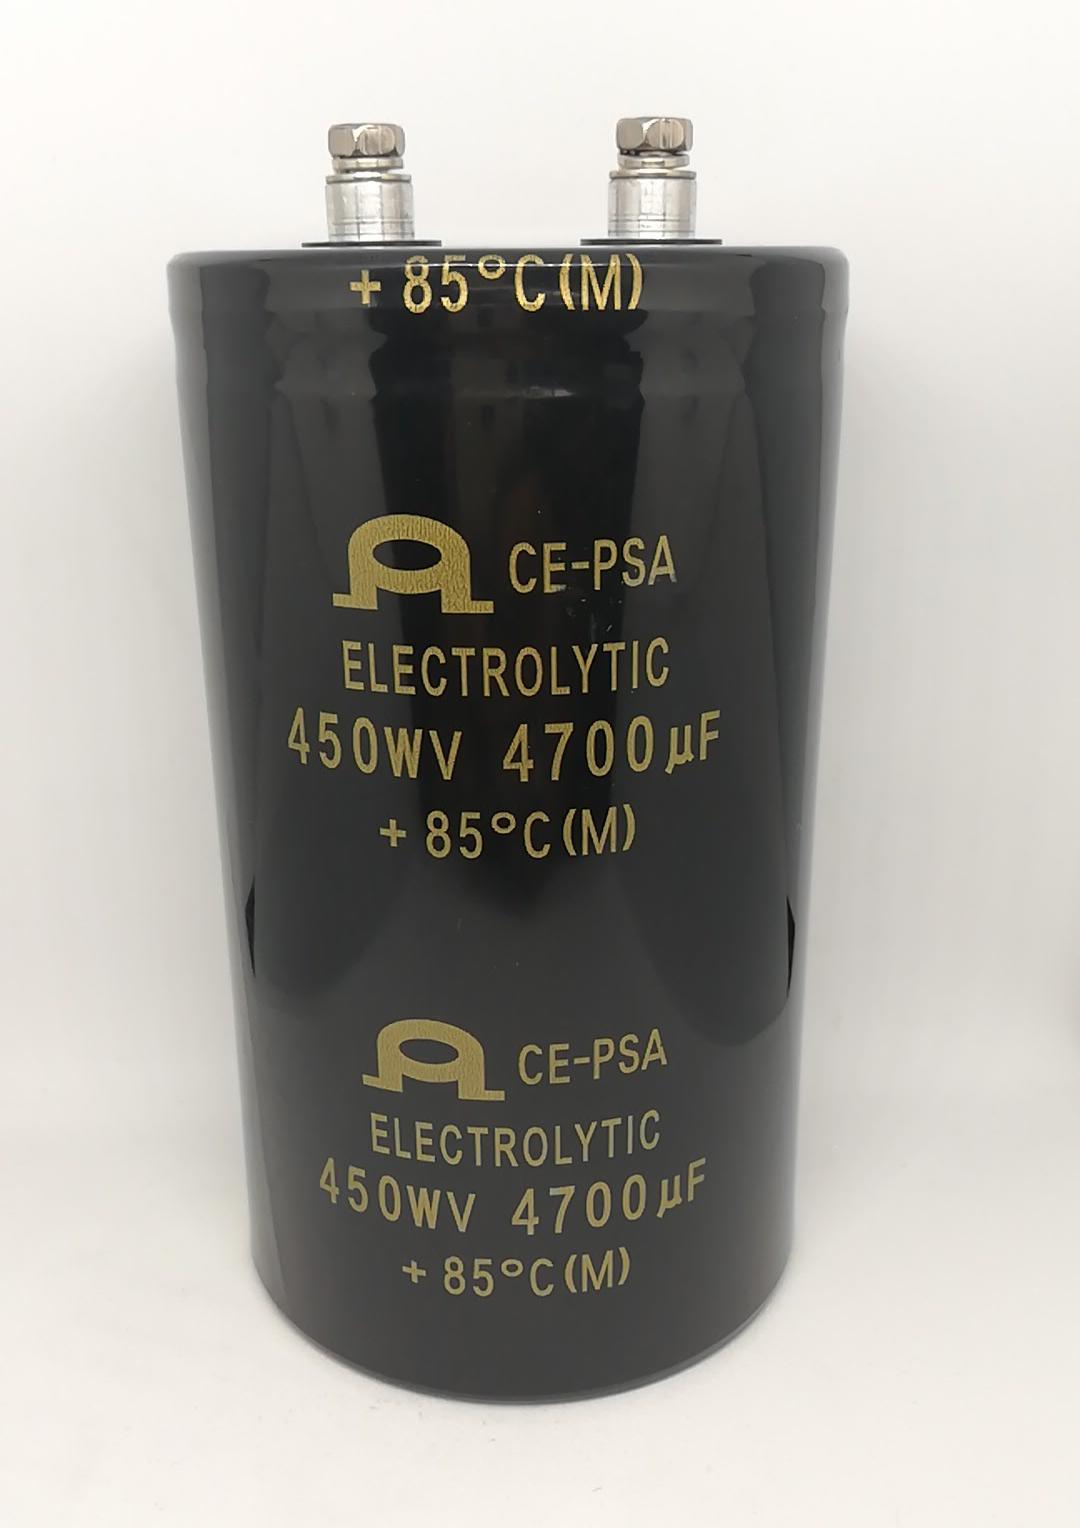 + 85°C(M)
CE-PSA
ELECTROLYTIC
450WV 4700μF
+ 85°C(M)
CE-PSA
ELECTROLYTIC
450WV 4700μF
+ 85°C(M)